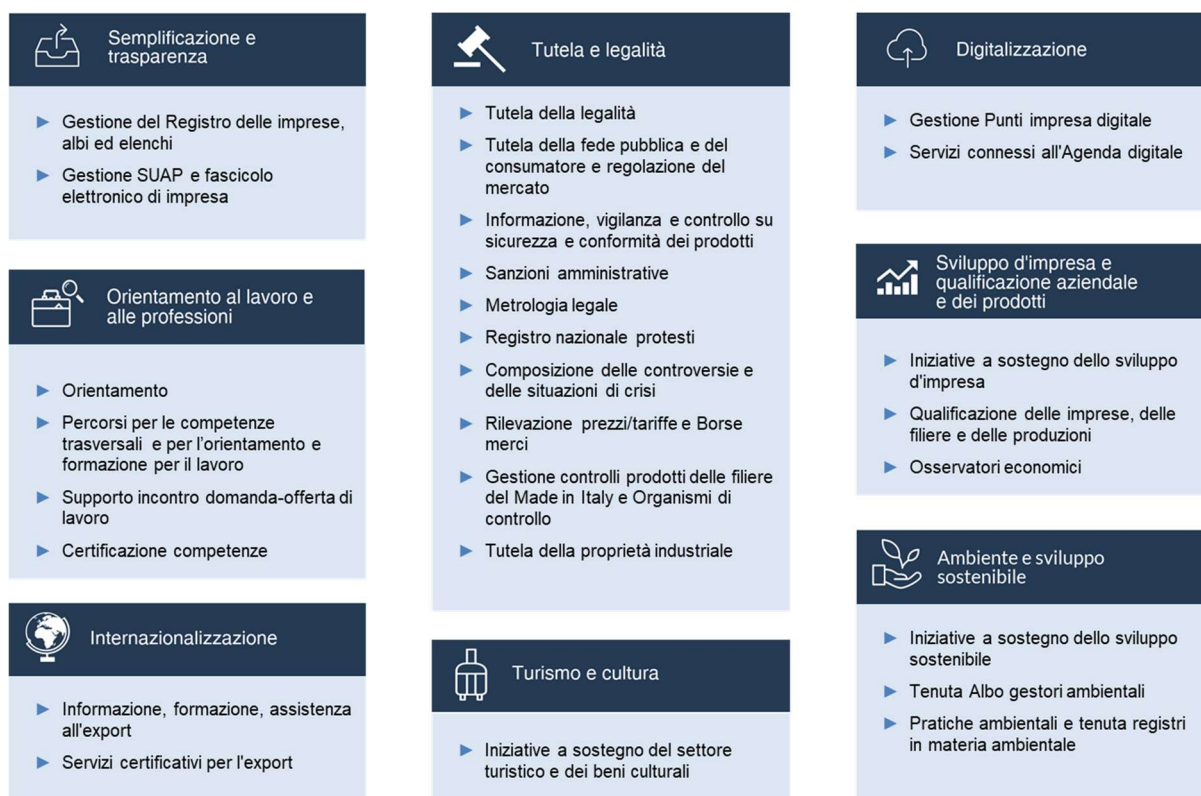 Semplificazione e
trasparenza
Gestione del Registro delle imprese,
albi ed elenchi
Gestione SUAP e fascicolo
elettronico di impresa
Orientamento al lavoro e
alle professioni
Orientamento
Percorsi per le competenze
trasversali e per l'orientamento e
formazione per il lavoro
Supporto incontro domanda-offerta di
lavoro
Certificazione competenze
Internazionalizzazione
Informazione, formazione, assistenza
all'export
Servizi certificativi per l'export
Tutela e legalità
Tutela della legalità
Tutela della fede pubblica e del
consumatore e regolazione del
mercato
Informazione, vigilanza e controllo su
sicurezza e conformità dei prodotti
Sanzioni amministrative
Metrologia legale
Registro nazionale protesti
Composizione delle controversie e
delle situazioni di crisi
Rilevazione prezzi/tariffe e Borse
merci
Gestione controlli prodotti delle filiere
del Made in Italy e Organismi di
controllo
Tutela della proprietà industriale
Turismo e cultura
Iniziative a sostegno del settore
turistico e dei beni culturali
Digitalizzazione
Gestione Punti impresa digitale
Servizi connessi all'Agenda digitale
Sviluppo d'impresa e
qualificazione aziendale
e dei prodotti
Iniziative a sostegno dello sviluppo
d'impresa
Qualificazione delle imprese, delle
filiere e delle produzioni
Osservatori economici
Ambiente e sviluppo
sostenibile
Iniziative a sostegno dello sviluppo
sostenibile
Tenuta Albo gestori ambientali
Pratiche ambientali e tenuta registri
in materia ambientale